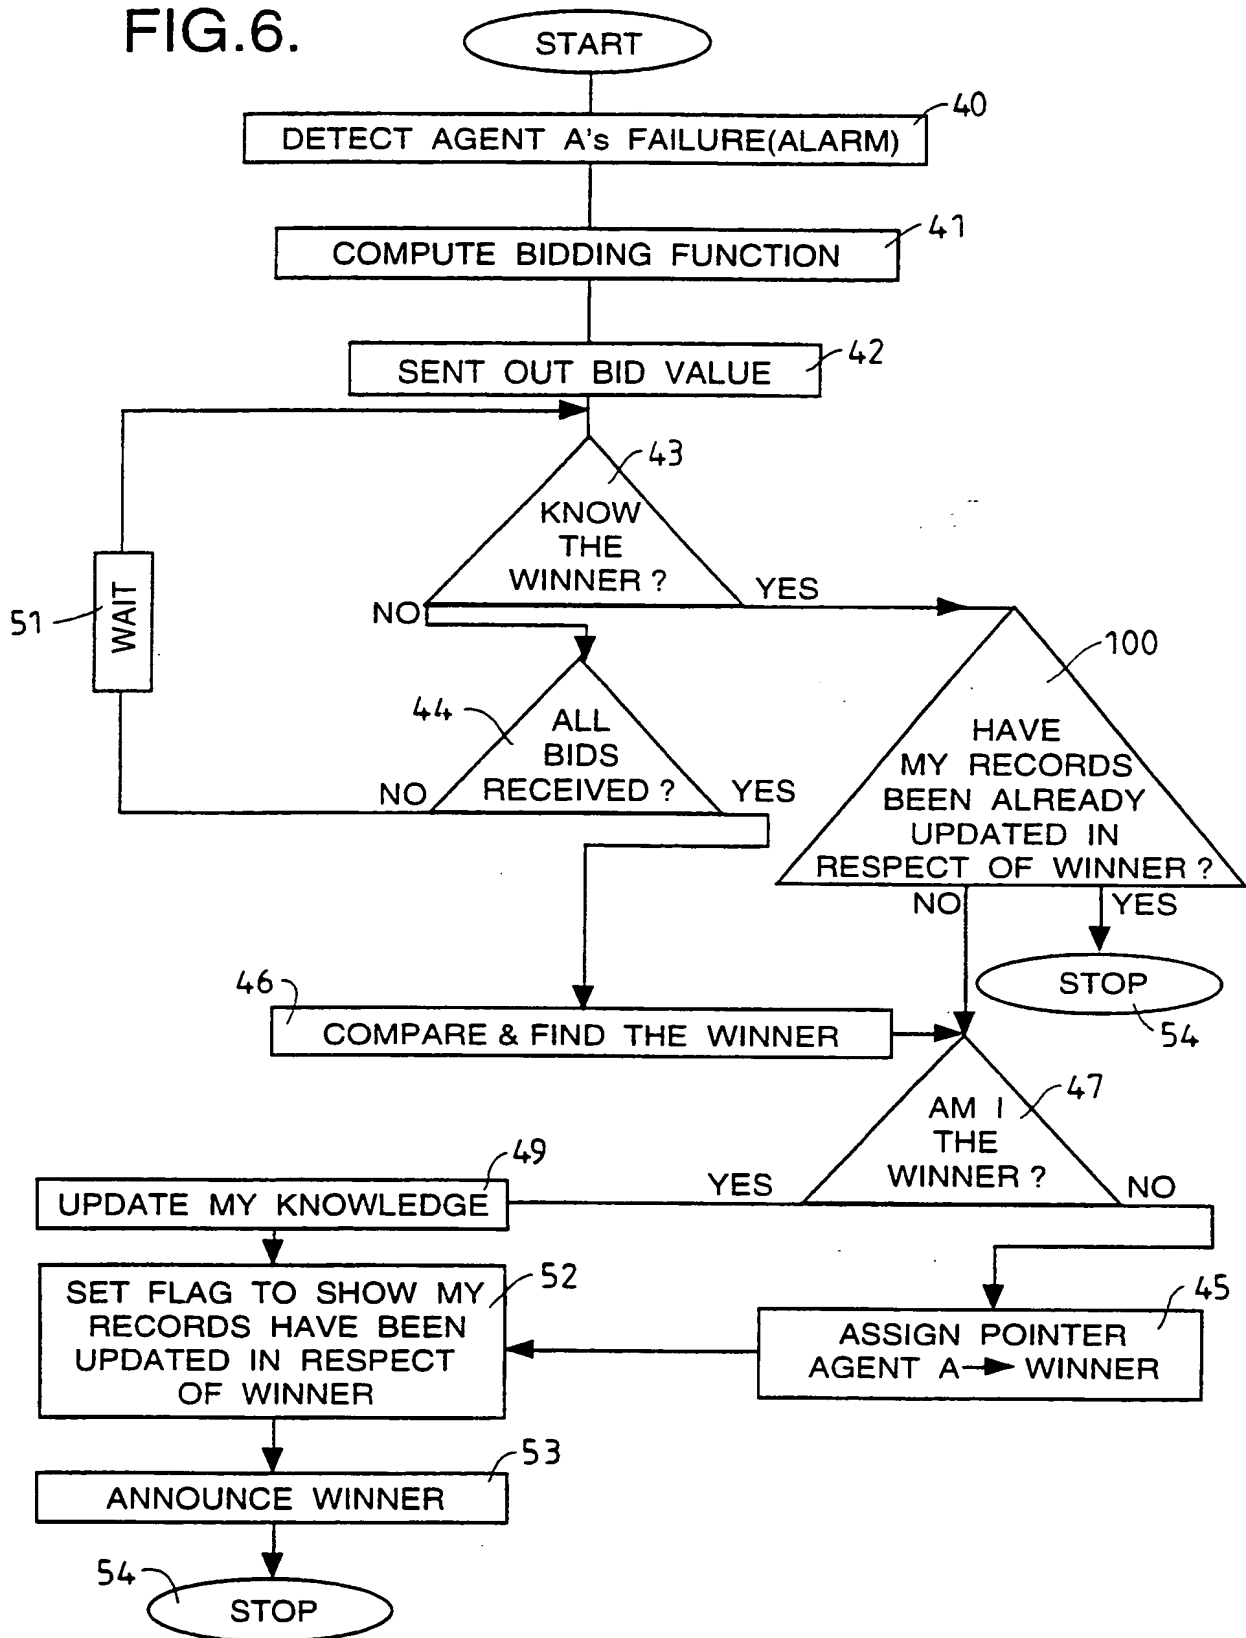 FIG.6.
START
40
DETECT AGENT A's FAILURE(ALARM)
41
COMPUTE BIDDING FUNCTION
42
SENT OUT BID VALUE
43
KNOW
THE
WINNER ?
NO
YES
51
WAIT
100
HAVE
MY RECORDS
BEEN ALREADY
UPDATED IN
RESPECT OF WINNER ?
44
ALL
BIDS
RECEIVED ?
NO
YES
NO
YES
STOP
54
46
COMPARE & FIND THE WINNER
47
AM I
THE
WINNER ?
YES
NO
49
UPDATE MY KNOWLEDGE
52
SET FLAG TO SHOW MY
RECORDS HAVE BEEN
UPDATED IN RESPECT
OF WINNER
45
ASSIGN POINTER
AGENT A → WINNER
53
ANNOUNCE WINNER
54
STOP